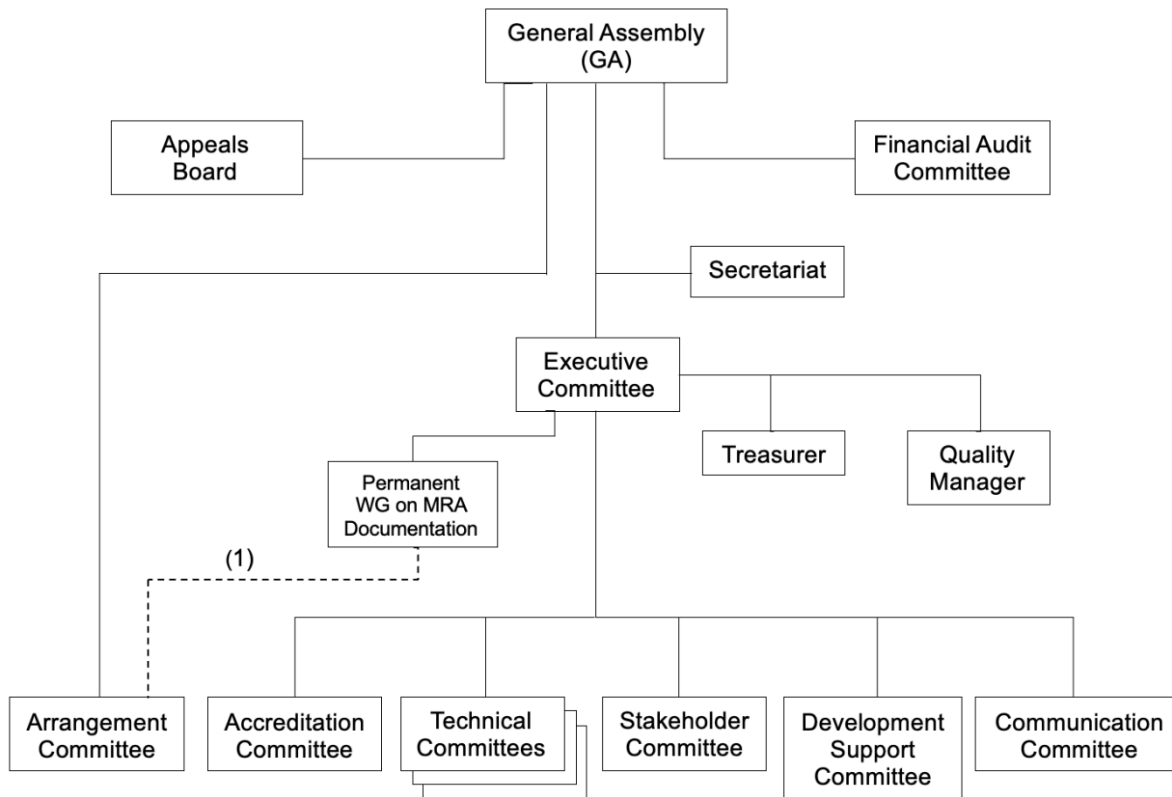 General Assembly
(GA)
Appeals
Board
Financial Audit
Committee
Secretariat
Executive
Committee
Treasurer
Quality
Manager
Permanent
WG on MRA
Documentation
(1)
Arrangement
Committee
Accreditation
Committee
Technical
Committees
Stakeholder
Committee
Development
Support
Committee
Communication
Committee